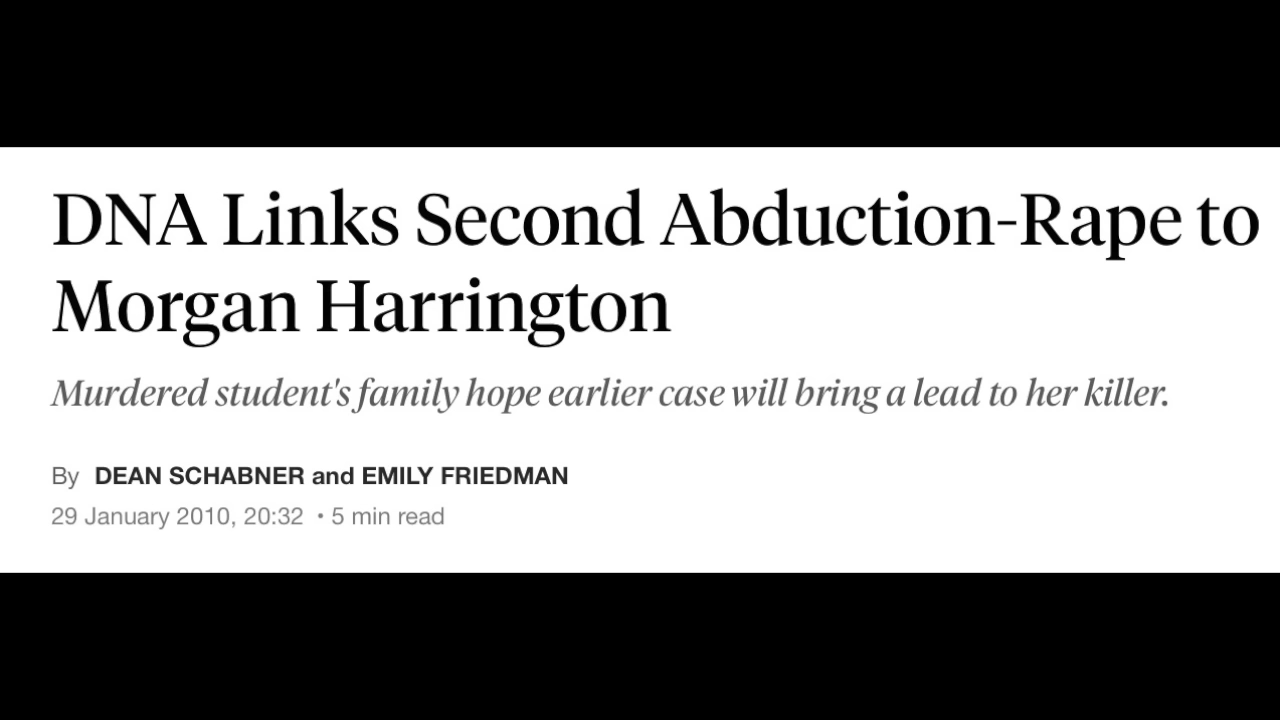 DNA Links Second Abduction-Rape to
Morgan Harrington
Murdered student's family hope earlier case will bring a lead to her killer.
By DEAN SCHABNER and EMILY FRIEDMAN
29 January 2010, 20:32 • 5 min read